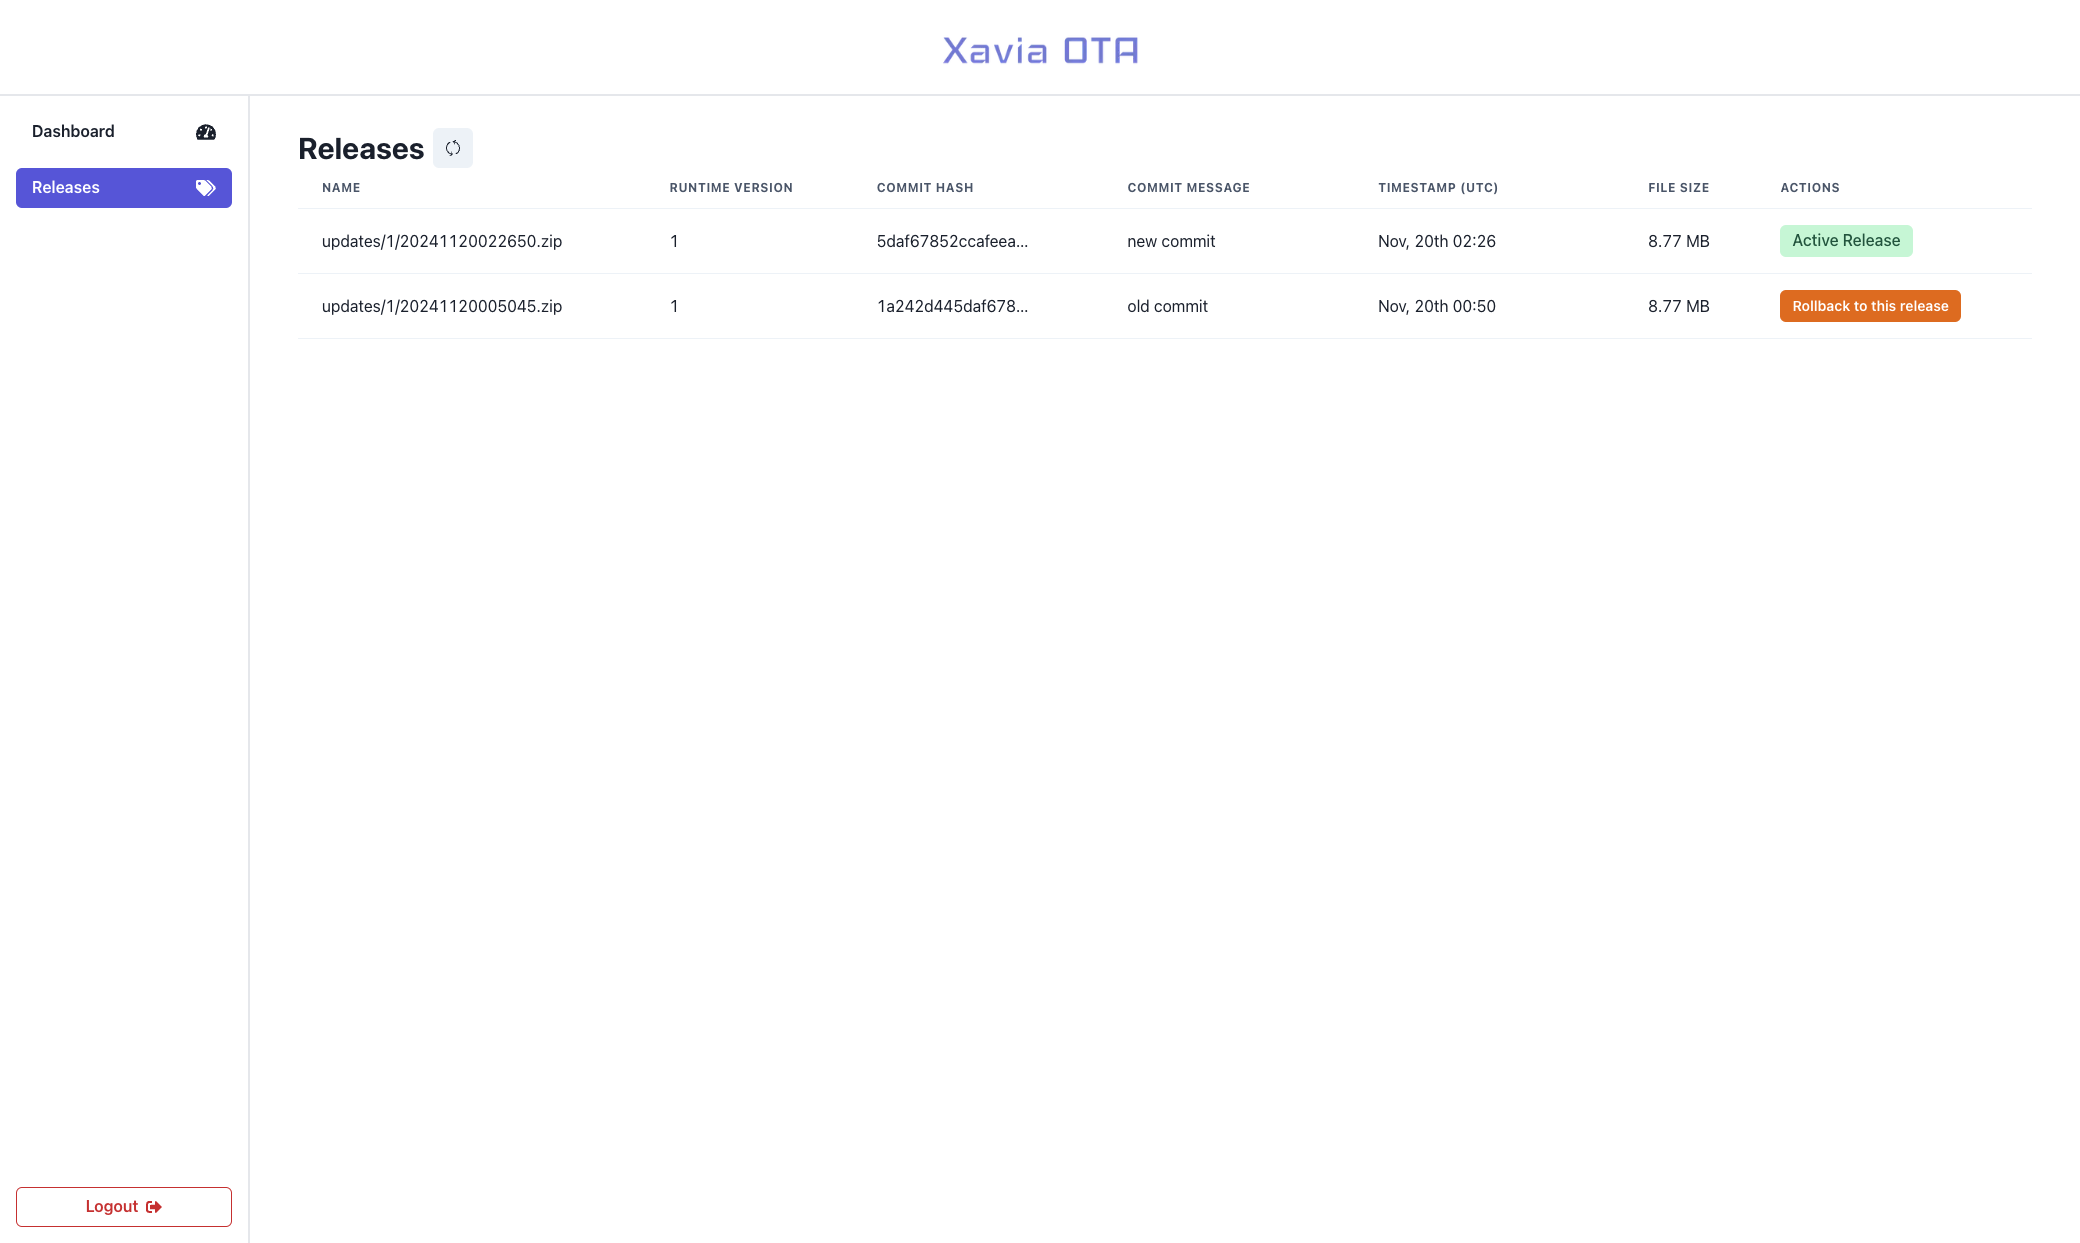 Xavia OTA
Dashboard
Releases
Releases
NAME RUNTIME VERSION COMMIT HASH COMMIT MESSAGE TIMESTAMP (UTC) FILE SIZE ACTIONS
updates/1/20241120022650.zip 1 5daf67852ccafeea... new commit Nov, 20th 02:26 8.77 MB Active Release
updates/1/20241120005045.zip 1 1a242d445daf678... old commit Nov, 20th 00:50 8.77 MB Rollback to this release
Logout